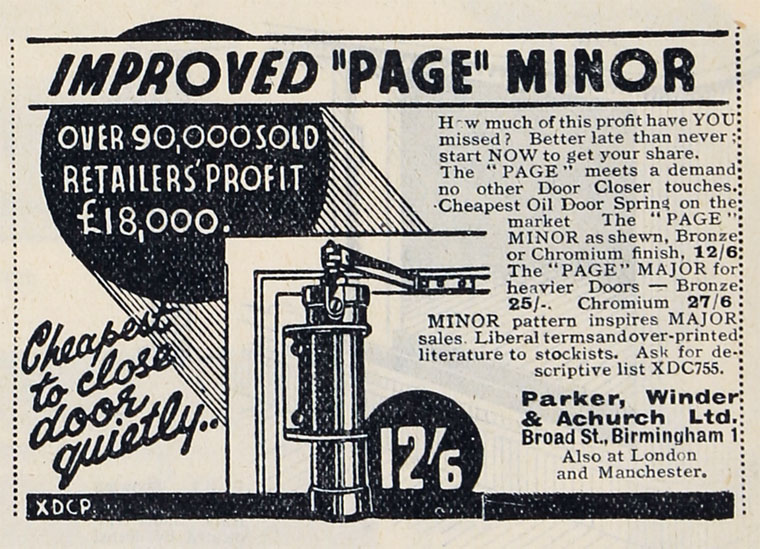 IMPROVED "PAGE" MINOR
OVER 90,000 SOLD
RETAILERS' PROFIT
£18,000.
How much of this profit have YOU
missed? Better late than never;
start NOW to get your share.
The "PAGE" meets a demand
no other Door Closer touches.
Cheapest Oil Door Spring on the
market The "PAGE"
MINOR as shewn, Bronze
or Chromium finish, 12/6
The "PAGE" MAJOR for
heavier Doors — Bronze
25/-. Chromium 27/6
MINOR pattern inspires MAJOR
sales. Liberal terms and over-printed
literature to stockists. Ask for de-
scriptive list XDC755.
Cheapest
to close
door
quietly..
12/6
Parker, Winder
& Achurch Ltd.
Broad St., Birmingham 1
Also at London
and Manchester.
XDCP